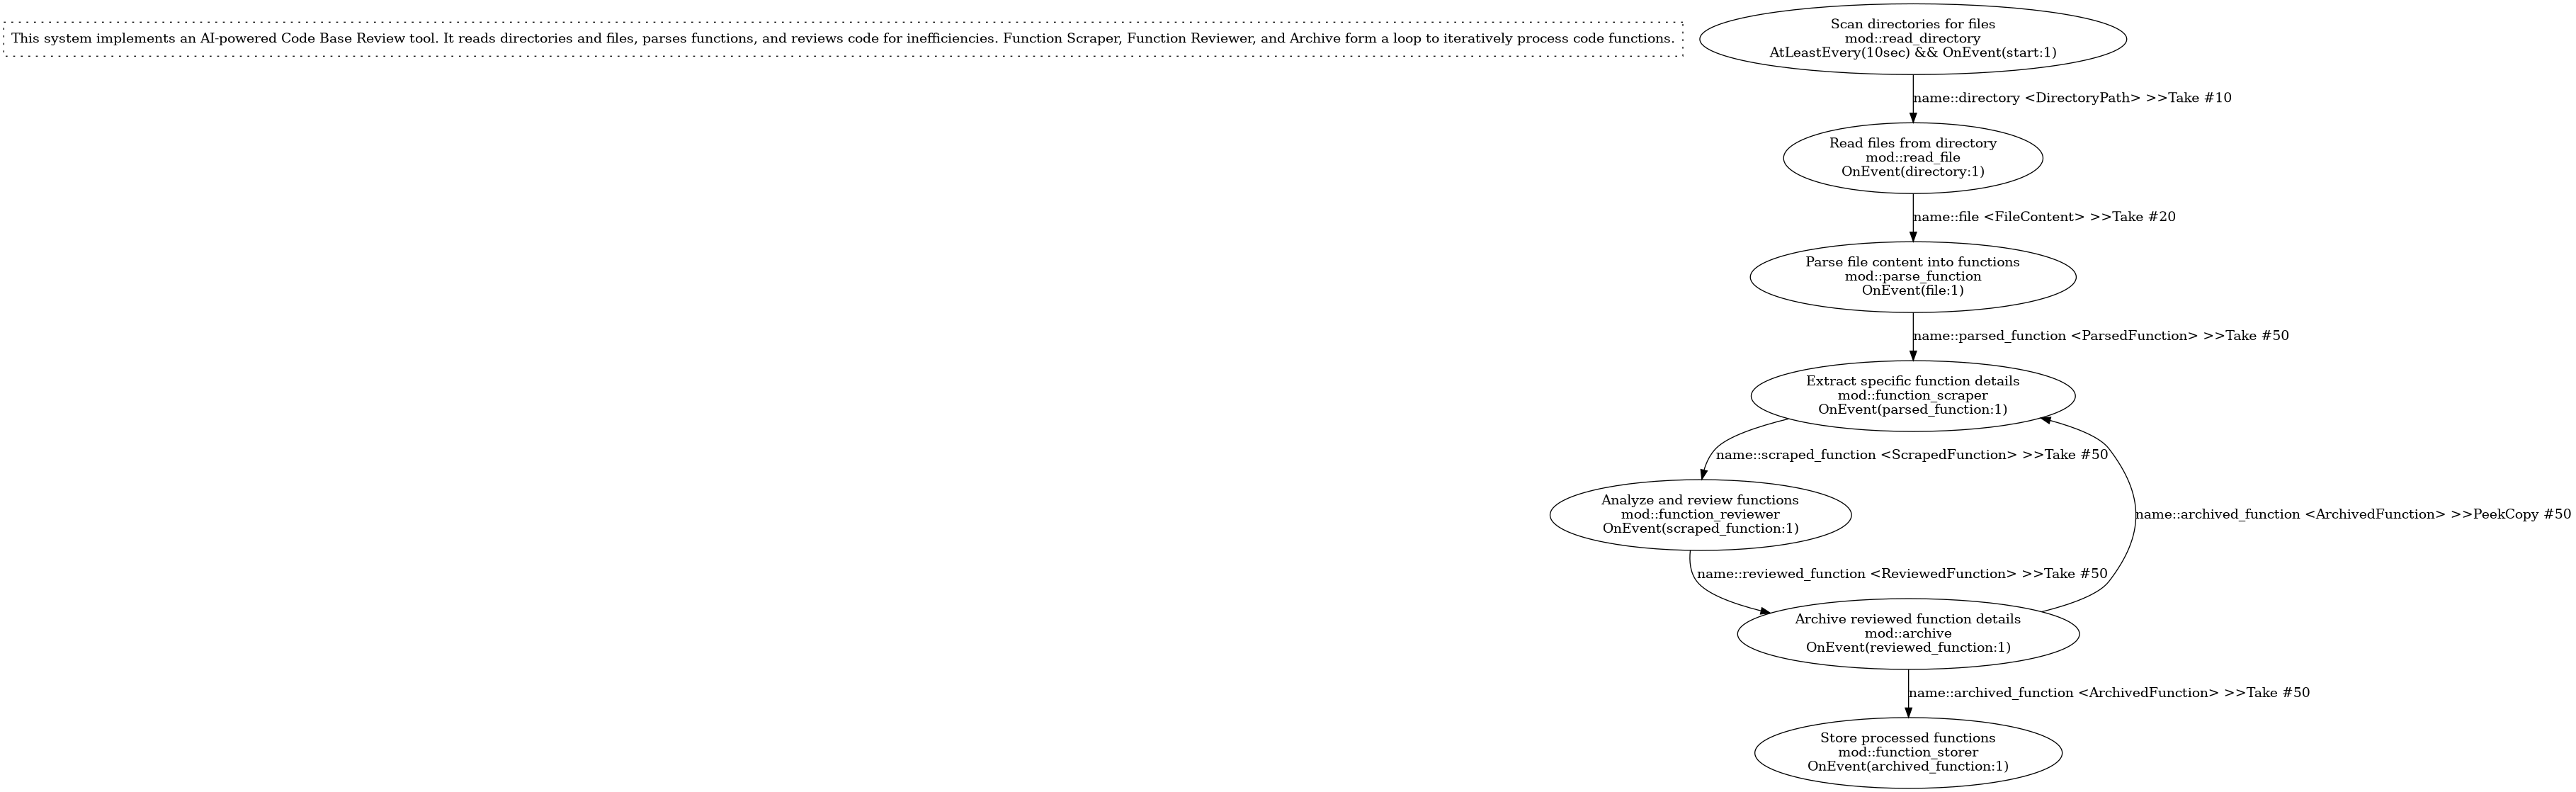 This system implements an AI-powered Code Base Review tool. It reads directories and files, parses functions, and reviews code for inefficiencies. Function Scraper, Function Reviewer, and Archive form a loop to iteratively process code functions.
Scan directories for files
mod::read_directory
AtLeastEvery(10sec) && OnEvent(start:1)
name::directory <DirectoryPath> >>Take #10
Read files from directory
mod::read_file
OnEvent(directory:1)
name::file <FileContent> >>Take #20
Parse file content into functions
mod::parse_function
OnEvent(file:1)
name::parsed_function <ParsedFunction> >>Take #50
Extract specific function details
mod::function_scraper
OnEvent(parsed_function:1)
name::scraped_function <ScrapedFunction> >>Take #50
Analyze and review functions
mod::function_reviewer
OnEvent(scraped_function:1)
name::archived_function <ArchivedFunction> >>PeekCopy #50
name::reviewed_function <ReviewedFunction> >>Take #50
Archive reviewed function details
mod::archive
OnEvent(reviewed_function:1)
name::archived_function <ArchivedFunction> >>Take #50
Store processed functions
mod::function_storer
OnEvent(archived_function:1)